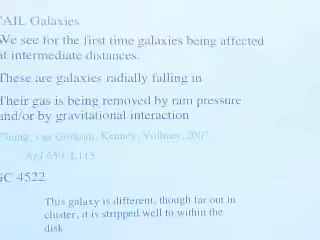 TAIL Galaxies
We see for the first time galaxies being affected
at intermediate distances.
These are galaxies radially falling in
Their gas is being removed by ram pressure
and/or by gravitational interaction
Chung, van Gorkom, Kenney, Vollmer, 2007
ApJ 659, L115
GC 4522
This galaxy is different, though far out in
cluster, it is stripped well to within the
disk